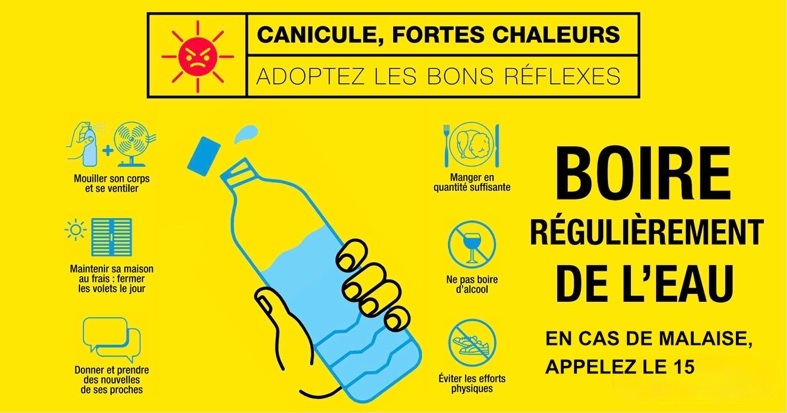 CANICULE, FORTES CHALEURS
ADOPTEZ LES BONS RÉFLEXES
Mouiller son corps
et se ventiler
Maintenir sa maison
au frais : fermer
les volets le jour
Donner et prendre
des nouvelles
de ses proches
Manger en
quantité suffisante
Ne pas boire
d'alcool
Éviter les efforts
physiques
BOIRE
RÉGULIÈREMENT
DE L'EAU
EN CAS DE MALAISE,
APPELEZ LE 15